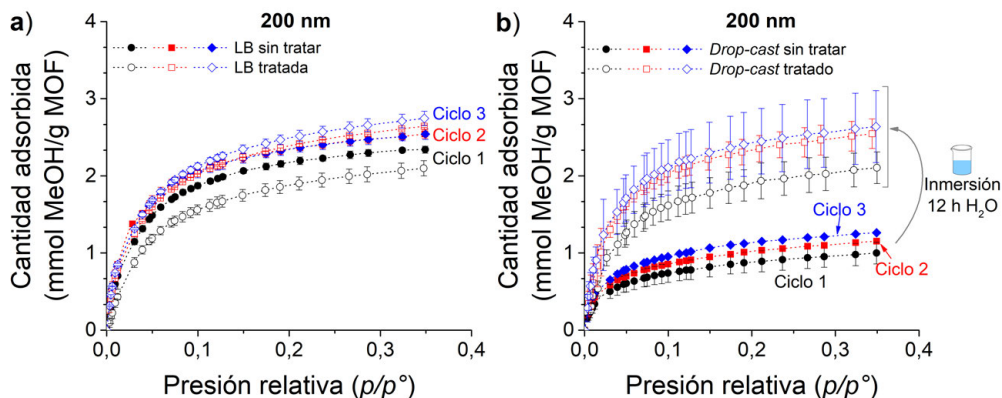 a)
200 nm
Cantidad adsorbida
(mmol MeOH/g MOF)
4
3
2
1
0
LB sin tratar
LB tratada
Ciclo 3
Ciclo 2
Ciclo 1
0,0
0,1
0,2
0,3
0,4
Presión relativa (p/p°)
b)
200 nm
Cantidad adsorbida
(mmol MeOH/g MOF)
4
3
2
1
0
Drop-cast sin tratar
Drop-cast tratado
Ciclo 3
Ciclo 2
Ciclo 1
Inmersión
12 h H₂O
0,0
0,1
0,2
0,3
0,4
Presión relativa (p/p°)